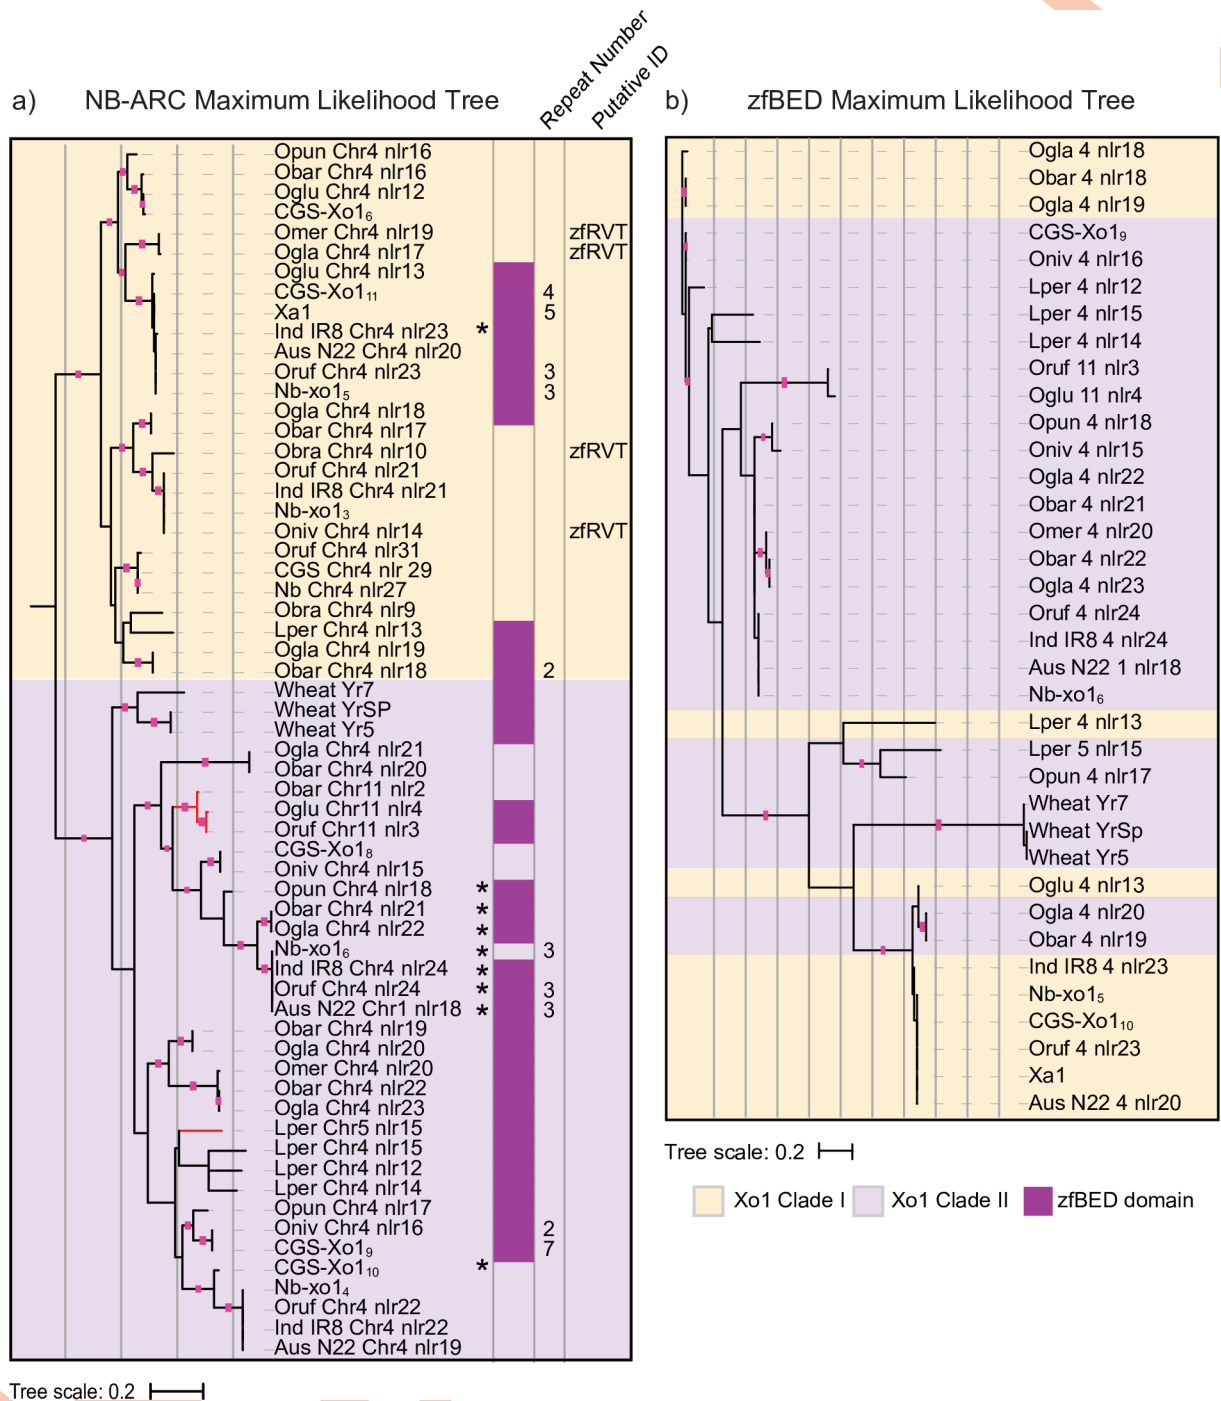 Repeat Number
Putative ID
a) NB-ARC Maximum Likelihood Tree
Opun Chr4 nlr16
Obar Chr4 nlr16
Oglu Chr4 nlr12
CGS-Xo1₆
Omer Chr4 nlr19 zfRVT
Ogla Chr4 nlr17 zfRVT
Oglu Chr4 nlr13
CGS-Xo1₁₁ 4
Xa1 5
Ind IR8 Chr4 nlr23 *
Aus N22 Chr4 nlr20
Oruf Chr4 nlr23 3
Nb-xo1₅ 3
Ogla Chr4 nlr18
Obar Chr4 nlr17
Obra Chr4 nlr10 zfRVT
Oruf Chr4 nlr21
Ind IR8 Chr4 nlr21
Nb-xo1₃
Oniv Chr4 nlr14 zfRVT
Oruf Chr4 nlr31
CGS Chr4 nlr 29
Nb Chr4 nlr27
Obra Chr4 nlr9
Lper Chr4 nlr13
Ogla Chr4 nlr19
Obar Chr4 nlr18 2
Wheat Yr7
Wheat YrSP
Wheat Yr5
Ogla Chr4 nlr21
Obar Chr4 nlr20
Obar Chr11 nlr2
Oglu Chr11 nlr4
Oruf Chr11 nlr3
CGS-Xo1₈
Oniv Chr4 nlr15
Opun Chr4 nlr18 *
Obar Chr4 nlr21 *
Ogla Chr4 nlr22 *
Nb-xo1₆ * 3
Ind IR8 Chr4 nlr24 *
Oruf Chr4 nlr24 * 3
Aus N22 Chr1 nlr18 * 3
Obar Chr4 nlr19
Ogla Chr4 nlr20
Omer Chr4 nlr20
Obar Chr4 nlr22
Ogla Chr4 nlr23
Lper Chr5 nlr15
Lper Chr4 nlr15
Lper Chr4 nlr12
Lper Chr4 nlr14
Opun Chr4 nlr17
Oniv Chr4 nlr16 2
CGS-Xo1₉ 7
CGS-Xo1₁₀ *
Nb-xo1₄
Oruf Chr4 nlr22
Ind IR8 Chr4 nlr22
Aus N22 Chr4 nlr19
Tree scale: 0.2
b) zfBED Maximum Likelihood Tree
Ogla 4 nlr18
Obar 4 nlr18
Ogla 4 nlr19
CGS-Xo1₉
Oniv 4 nlr16
Lper 4 nlr12
Lper 4 nlr15
Lper 4 nlr14
Oruf 11 nlr3
Oglu 11 nlr4
Opun 4 nlr18
Oniv 4 nlr15
Ogla 4 nlr22
Obar 4 nlr21
Omer 4 nlr20
Obar 4 nlr22
Ogla 4 nlr23
Oruf 4 nlr24
Ind IR8 4 nlr24
Aus N22 1 nlr18
Nb-xo1₆
Lper 4 nlr13
Lper 5 nlr15
Opun 4 nlr17
Wheat Yr7
Wheat YrSp
Wheat Yr5
Oglu 4 nlr13
Ogla 4 nlr20
Obar 4 nlr19
Ind IR8 4 nlr23
Nb-xo1₅
CGS-Xo1₁₀
Oruf 4 nlr23
Xa1
Aus N22 4 nlr20
Tree scale: 0.2
Xo1 Clade I Xo1 Clade II zfBED domain